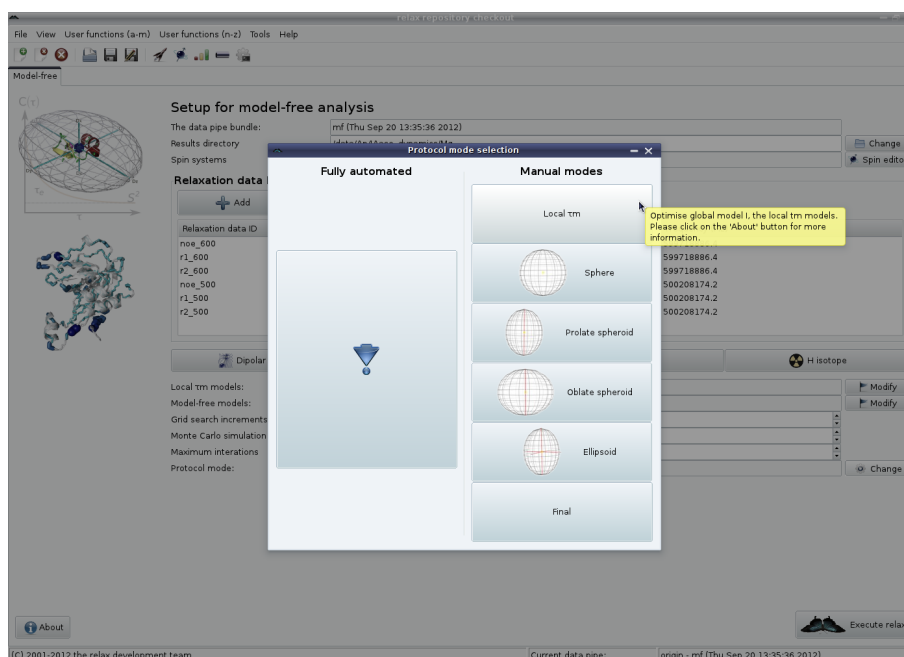 relax repository checkout
File View User functions (a-m) User functions (n-z) Tools Help
Model-free
C(τ)
τe
S²
τ
Setup for model-free analysis
The data pipe bundle: mf (Thu Sep 20 13:35:36 2012)
Results directory Change
Spin systems Spin edito
Relaxation data
Add
Relaxation data ID
noe_600
r1_600 599718886.4
r2_600 599718886.4
noe_500 500208174.2
r1_500 500208174.2
r2_500 500208174.2
Dipolar H isotope
Local τm models: Modify
Model-free models: Modify
Grid search increments
Monte Carlo simulation
Maximum interations
Protocol mode: Change
Protocol mode selection
Fully automated
Manual modes
Local τm
Sphere
Prolate spheroid
Oblate spheroid
Ellipsoid
Final
Optimise global model I, the local tm models.
Please click on the 'About' button for more
information.
About
Execute relax
(C) 2001-2012 the relax development team Current data pipe: origin - mf (Thu Sep 20 13:35:36 2012)